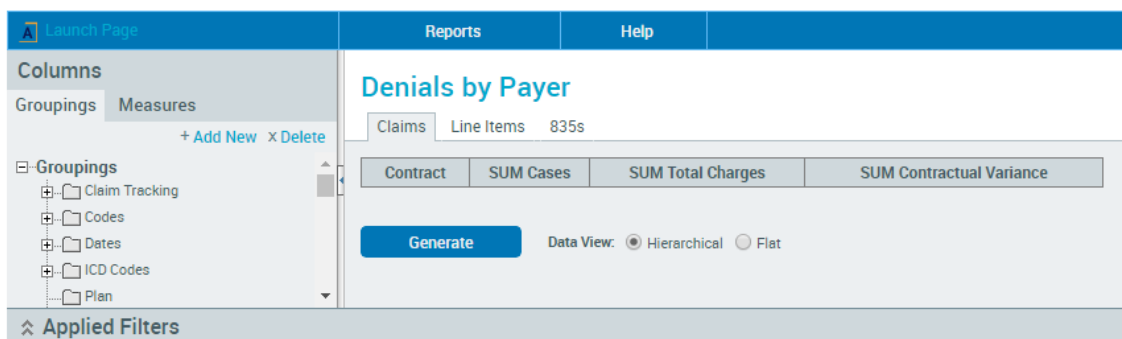 Launch Page Reports Help
Columns
Groupings Measures
+ Add New x Delete
Groupings
Claim Tracking
Codes
Dates
ICD Codes
Plan
Denials by Payer
Claims Line Items 835s
Contract SUM Cases SUM Total Charges SUM Contractual Variance
Generate Data View: Hierarchical Flat
Applied Filters